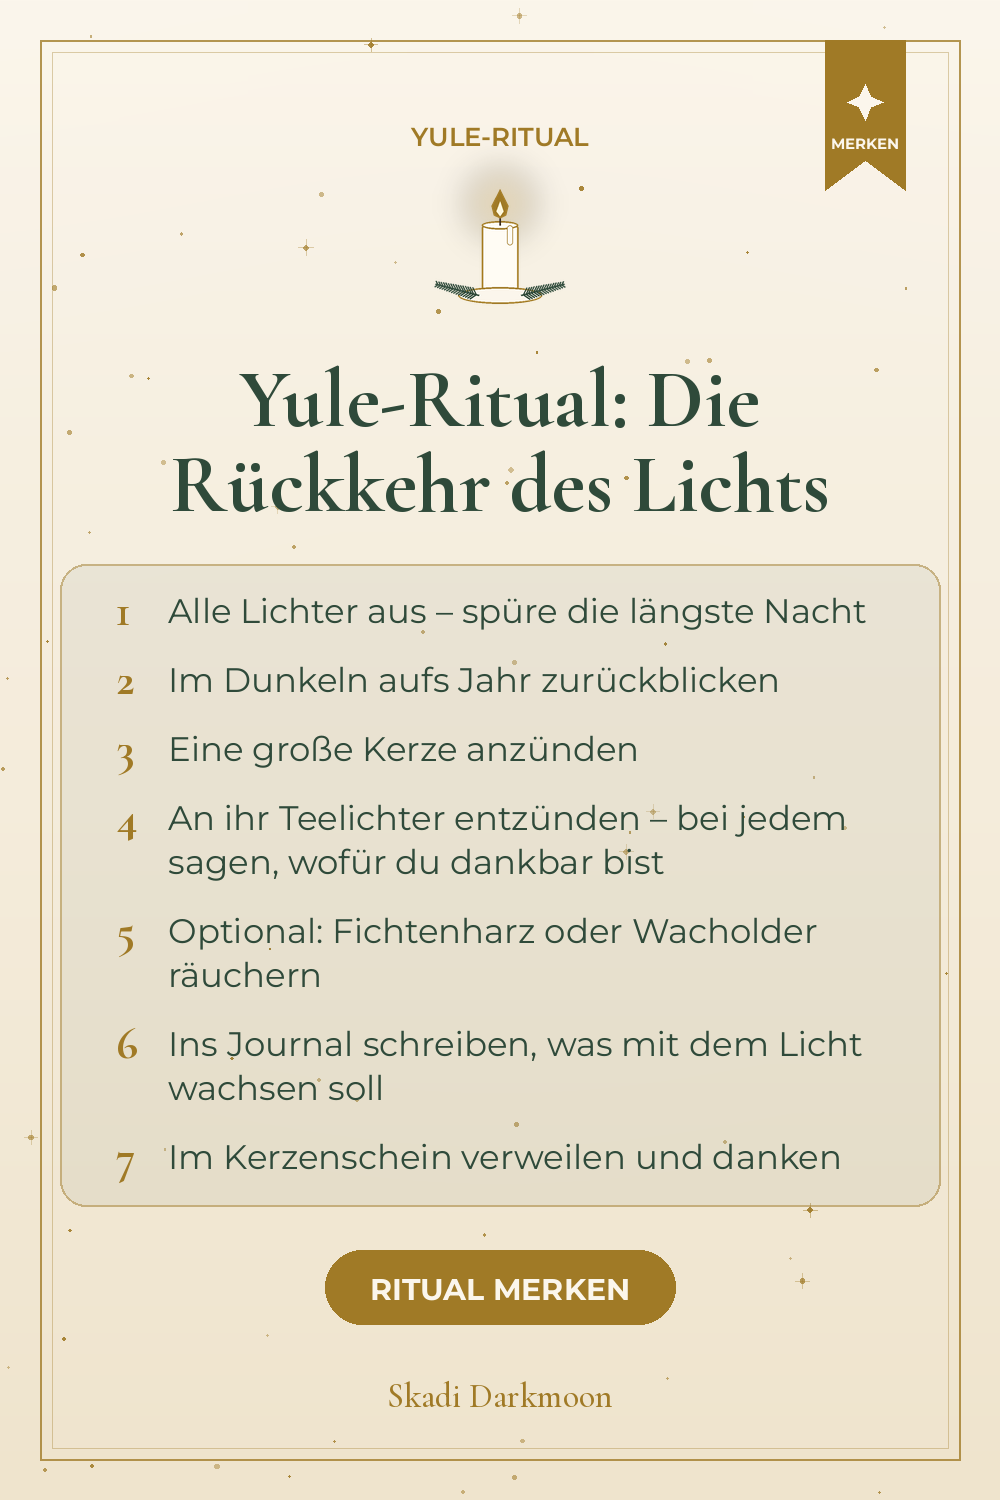 MERKEN
YULE-RITUAL
Yule-Ritual: Die
Rückkehr des Lichts
1 Alle Lichter aus – spüre die längste Nacht
2 Im Dunkeln aufs Jahr zurückblicken
3 Eine große Kerze anzünden
4 An ihr Teelichter entzünden – bei jedem
sagen, wofür du dankbar bist
5 Optional: Fichtenharz oder Wacholder
räuchern
6 Ins Journal schreiben, was mit dem Licht
wachsen soll
7 Im Kerzenschein verweilen und danken
RITUAL MERKEN
Skadi Darkmoon